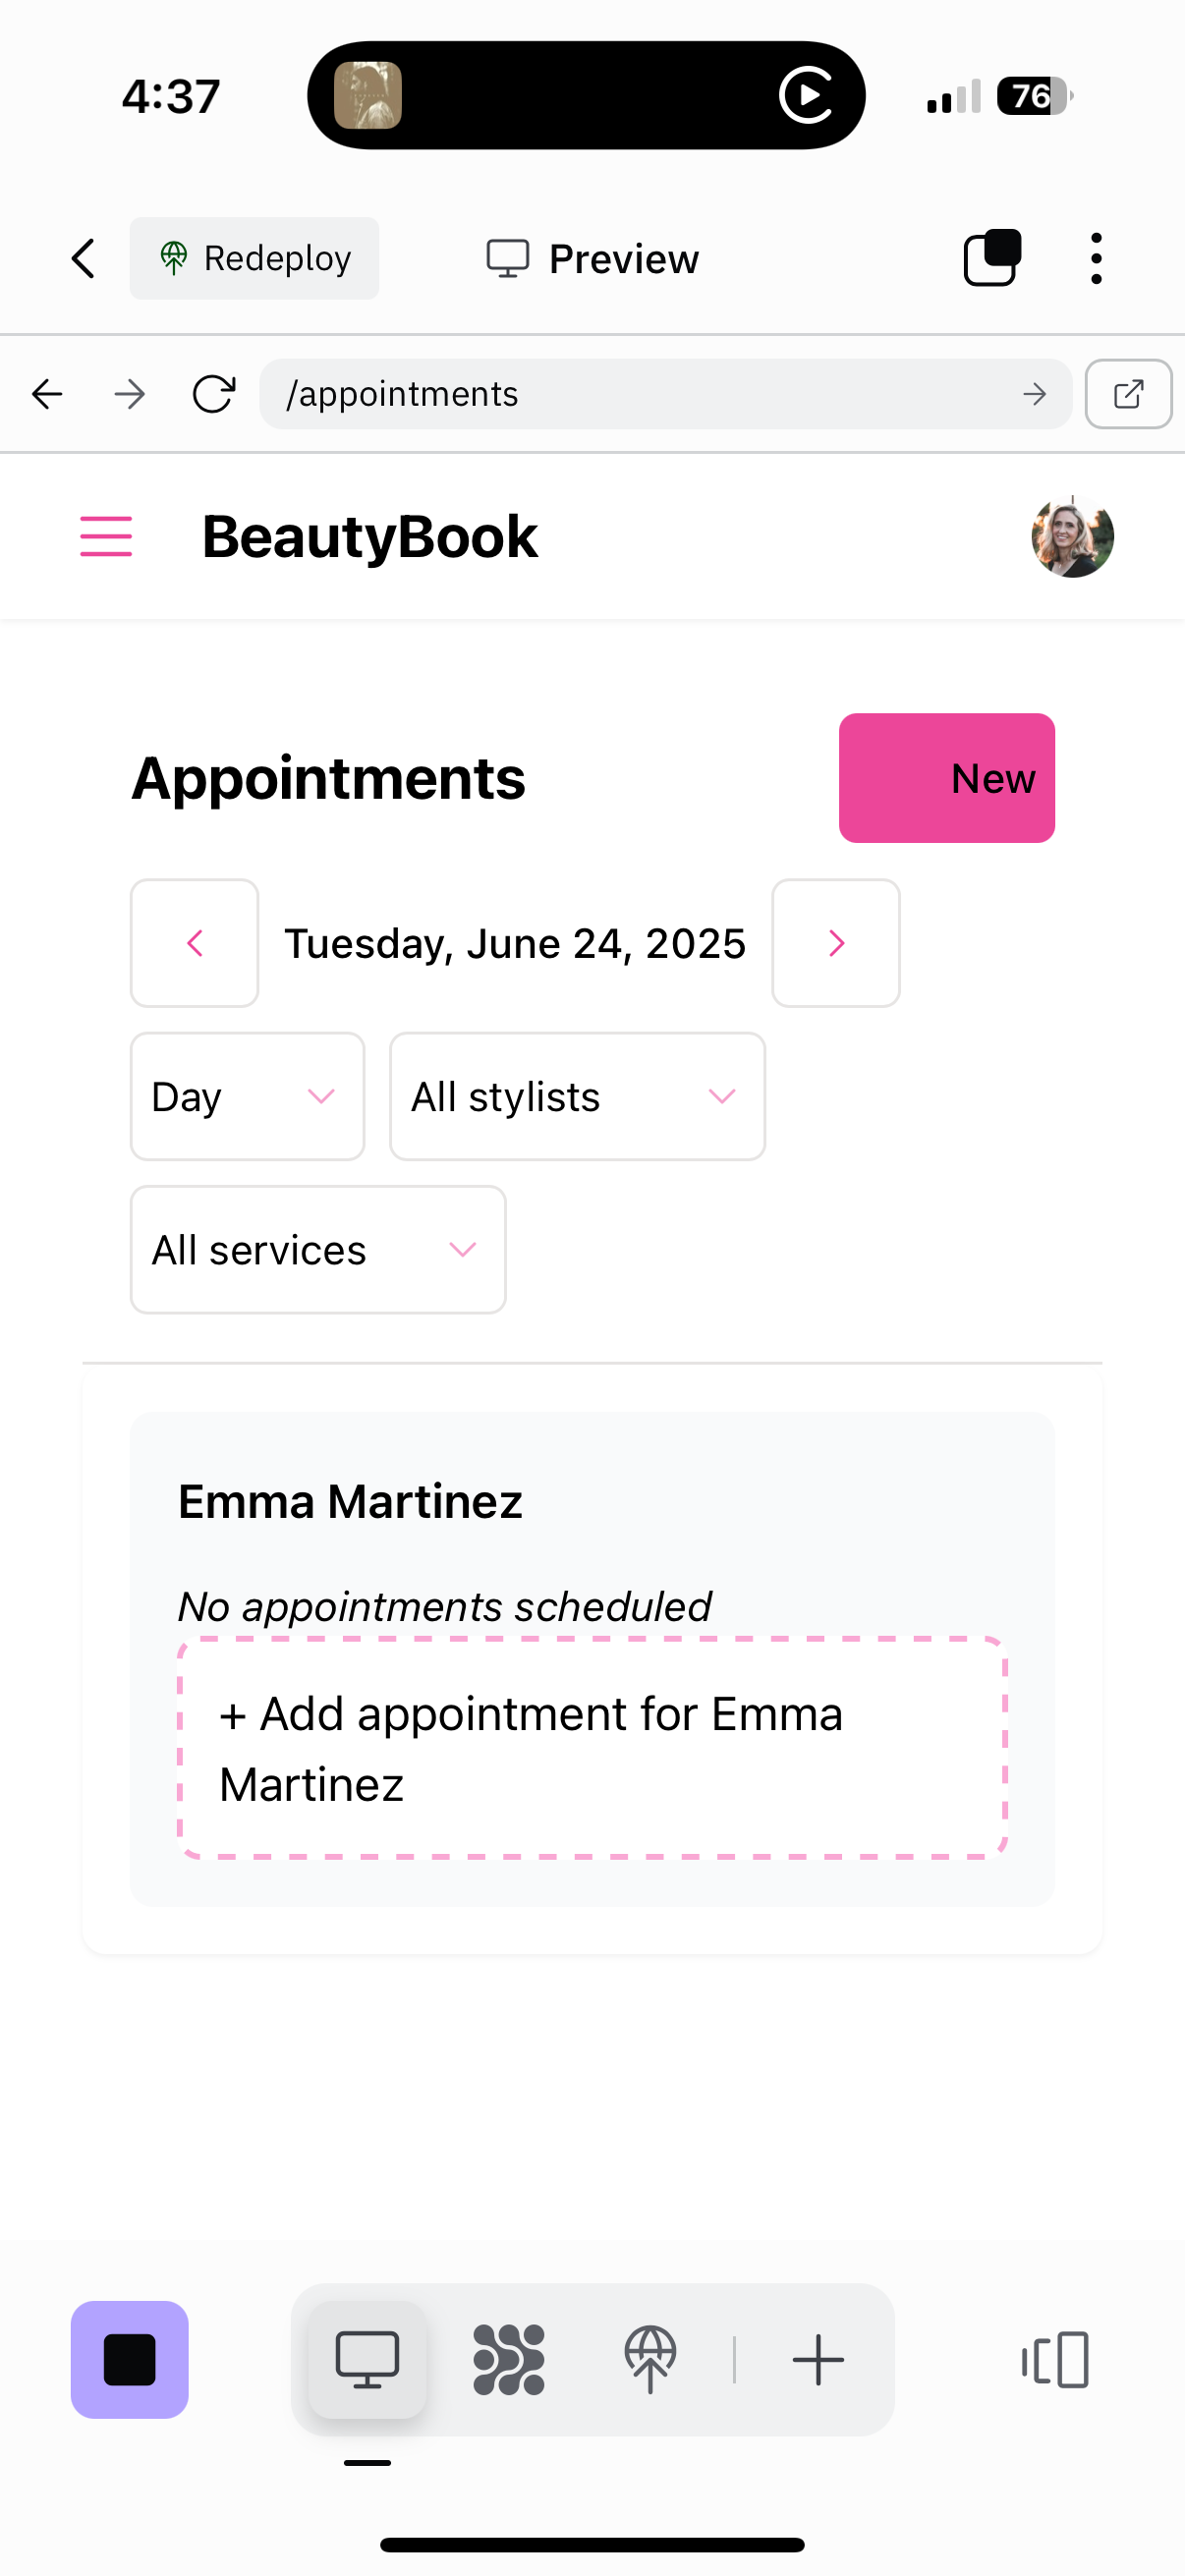 4:37
76
Redeploy
Preview
/appointments
BeautyBook
Appointments
New
Tuesday, June 24, 2025
Day
All stylists
All services
Emma Martinez
No appointments scheduled
+ Add appointment for Emma
Martinez